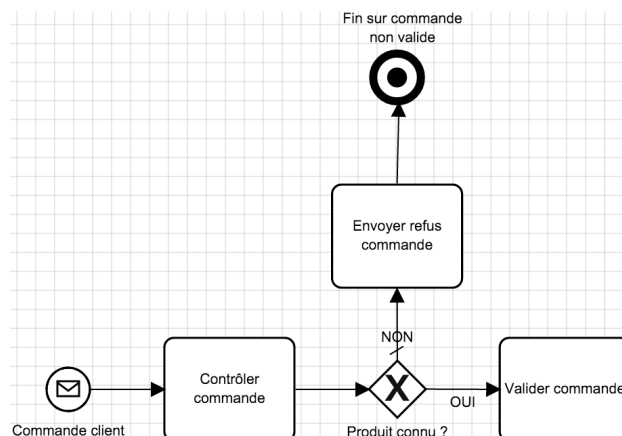 Fin sur commande
non valide
Envoyer refus
commande
NON
Contrôler
commande
X
OUI
Valider commande
Commande client
Produit connu ?